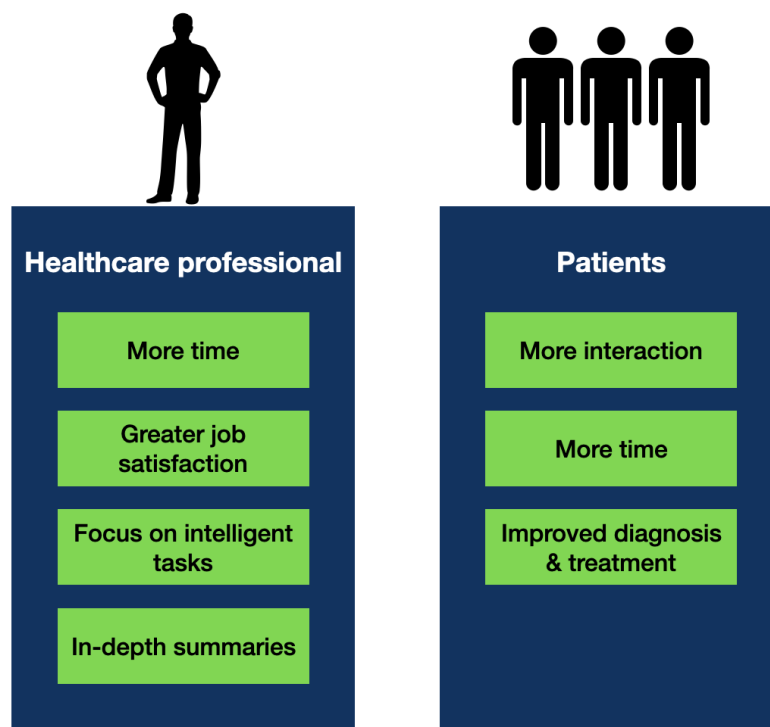 Healthcare professional
More time
Greater job
satisfaction
Focus on intelligent
tasks
In-depth summaries
Patients
More interaction
More time
Improved diagnosis
& treatment